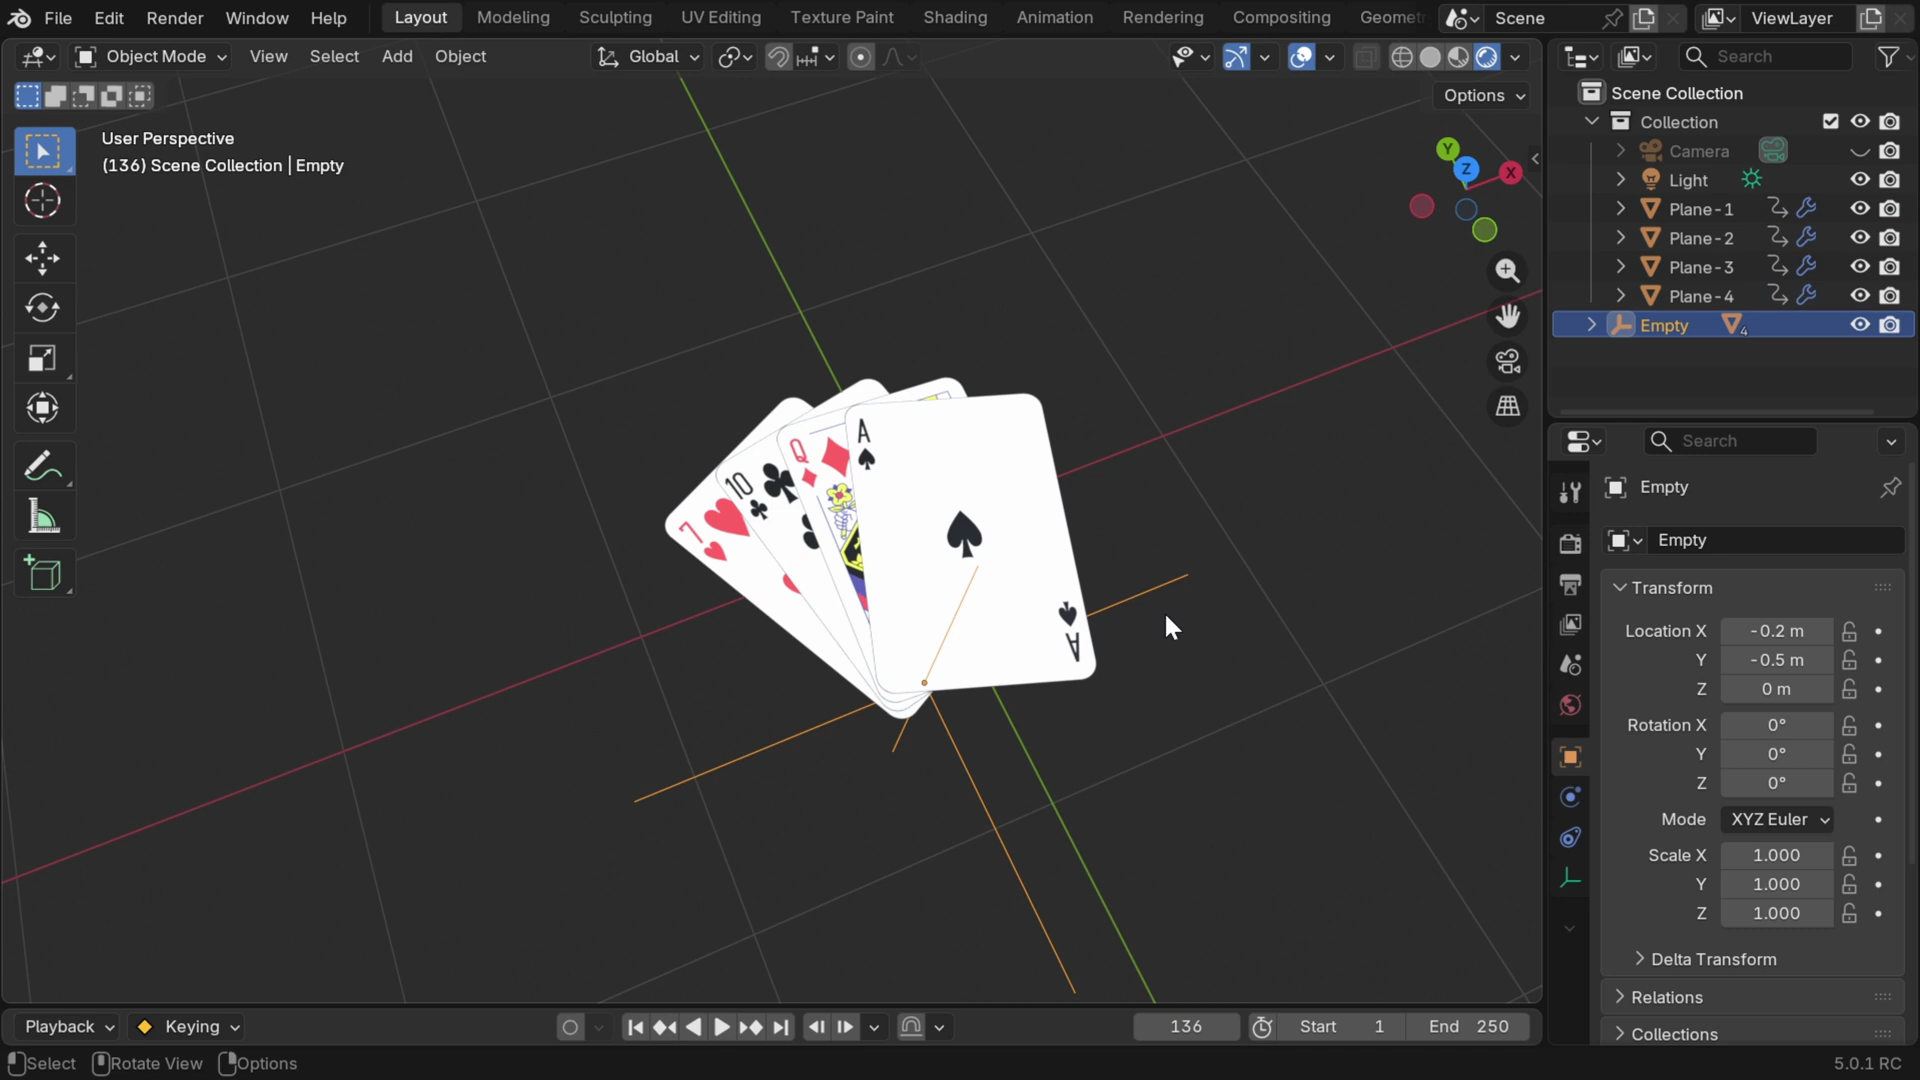 File Edit Render Window Help Layout Modeling Sculpting UV Editing Texture Paint Shading Animation Rendering Compositing Geomet Scene ViewLayer
Object Mode View Select Add Object Global Search
Options
User Perspective
(136) Scene Collection | Empty
Y
Z
X
Scene Collection
Collection
Camera
Light
Plane-1
Plane-2
Plane-3
Plane-4
Empty 4
A
Q
10
7
A
Search
Empty
Empty
Transform
Location X -0.2 m
Y -0.5 m
Z 0 m
Rotation X 0°
Y 0°
Z 0°
Mode XYZ Euler
Scale X 1.000
Y 1.000
Z 1.000
Delta Transform
Relations
Collections
Playback Keying 136 Start 1 End 250
Select Rotate View Options 5.0.1 RC